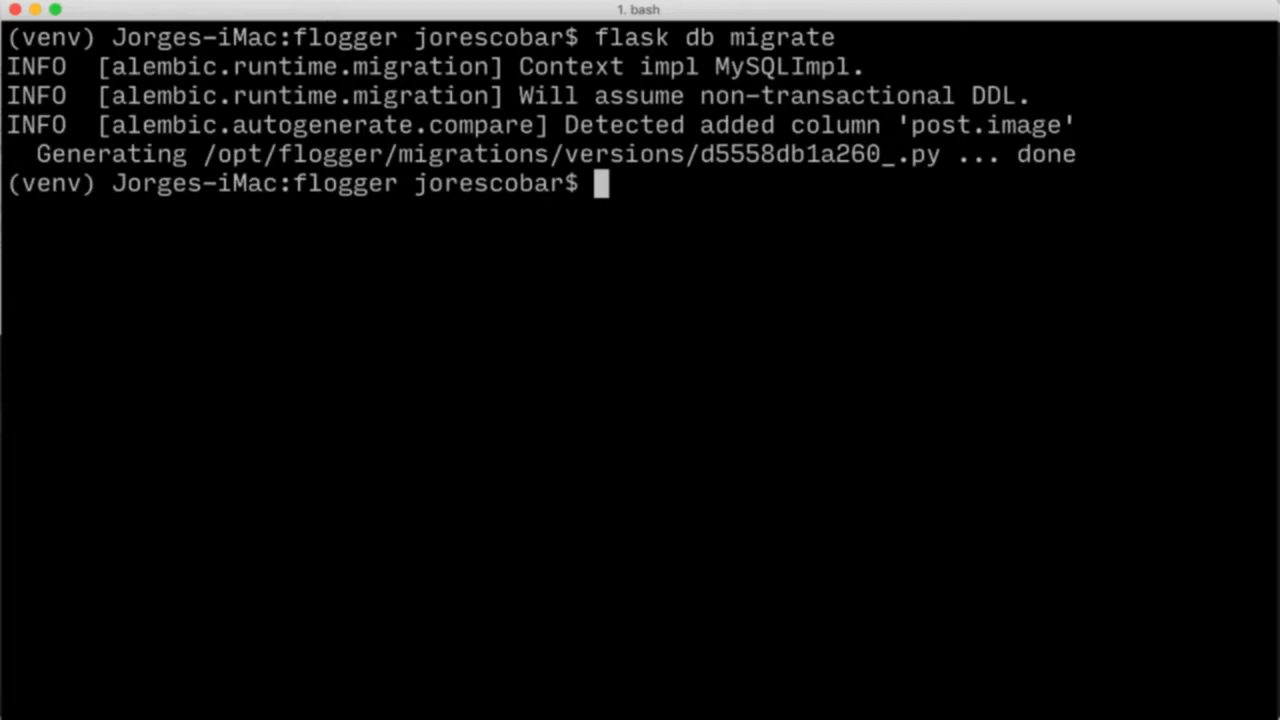 1. bash
(venv) Jorges-iMac:flogger jorescobar$ flask db migrate
INFO  [alembic.runtime.migration] Context impl MySQLImpl.
INFO  [alembic.runtime.migration] Will assume non-transactional DDL.
INFO  [alembic.autogenerate.compare] Detected added column 'post.image'
  Generating /opt/flogger/migrations/versions/d5558db1a260_.py ... done
(venv) Jorges-iMac:flogger jorescobar$